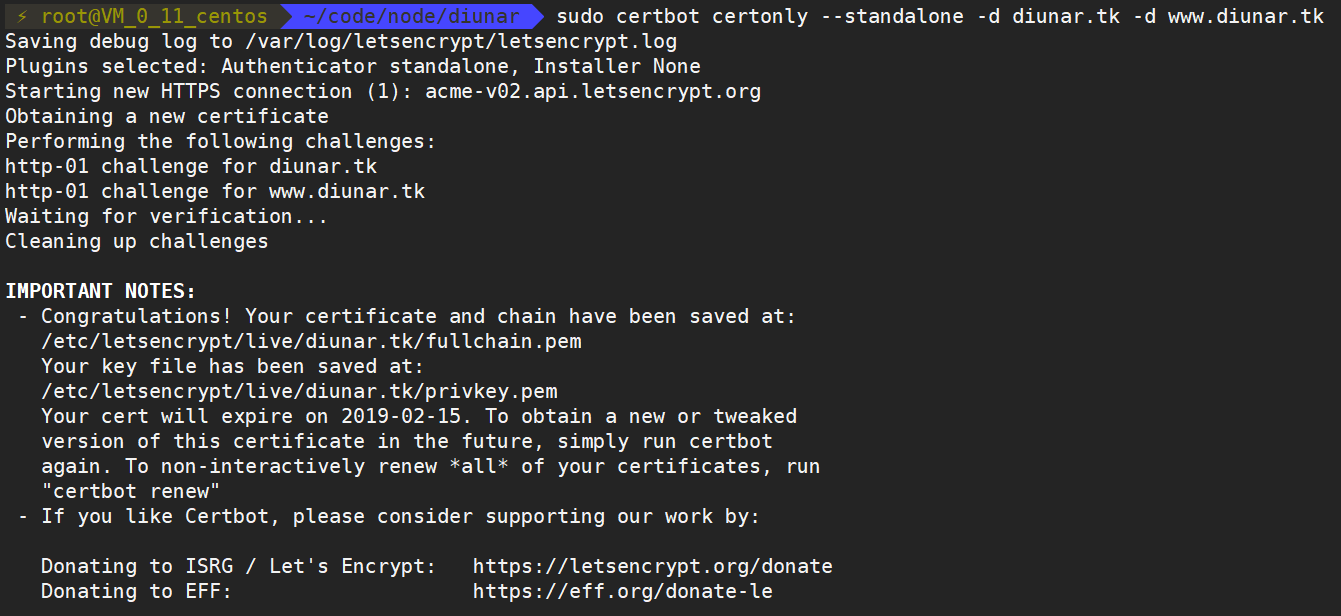 ⚡ root@VM_0_11_centos ~/code/node/diunar sudo certbot certonly --standalone -d diunar.tk -d www.diunar.tk
Saving debug log to /var/log/letsencrypt/letsencrypt.log
Plugins selected: Authenticator standalone, Installer None
Starting new HTTPS connection (1): acme-v02.api.letsencrypt.org
Obtaining a new certificate
Performing the following challenges:
http-01 challenge for diunar.tk
http-01 challenge for www.diunar.tk
Waiting for verification...
Cleaning up challenges
IMPORTANT NOTES:
- Congratulations! Your certificate and chain have been saved at:
/etc/letsencrypt/live/diunar.tk/fullchain.pem
Your key file has been saved at:
/etc/letsencrypt/live/diunar.tk/privkey.pem
Your cert will expire on 2019-02-15. To obtain a new or tweaked
version of this certificate in the future, simply run certbot
again. To non-interactively renew *all* of your certificates, run
"certbot renew"
- If you like Certbot, please consider supporting our work by:
Donating to ISRG / Let's Encrypt: https://letsencrypt.org/donate
Donating to EFF: https://eff.org/donate-le